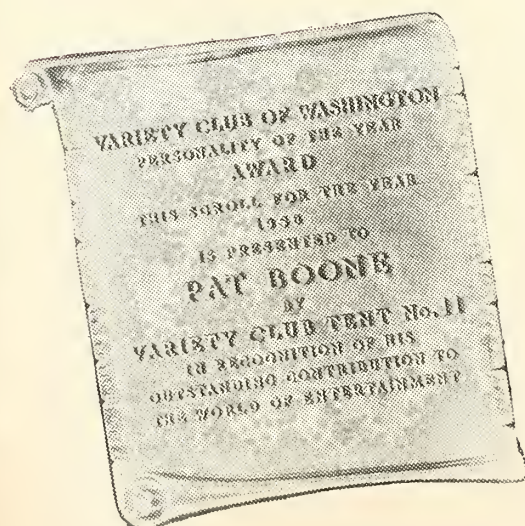 VARIETY CLUB OF WASHINGTON
PERSONALITY OF THE YEAR
AWARD
THIS SCROLL FOR THE YEAR
1958
IS PRESENTED TO
PAT BOONE
BY
VARIETY CLUB TENT No. 11
IN RECOGNITION OF HIS
OUTSTANDING CONTRIBUTION TO
THE WORLD OF ENTERTAINMENT